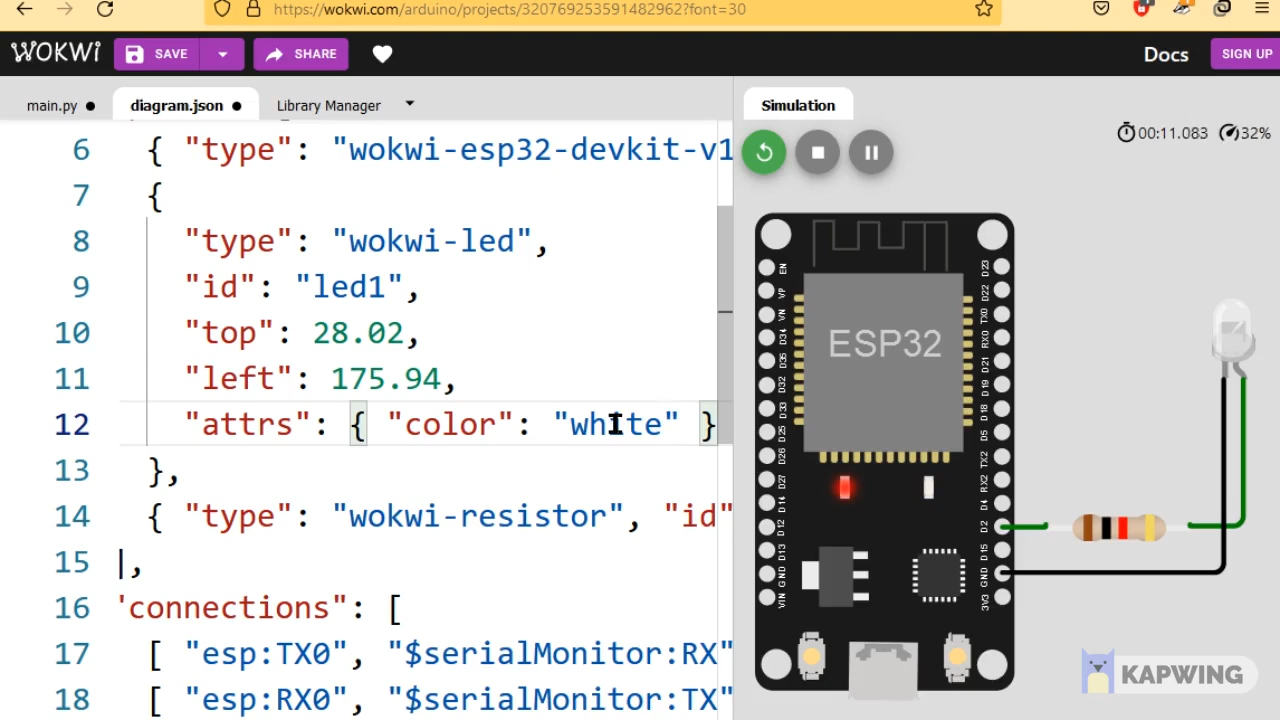 https://wokwi.com/arduino/projects/320769253591482962?font=30
WOKWI
SAVE
SHARE
Docs
SIGN UP
main.py ●
diagram.json ●
Library Manager
Simulation
00:11.083
32%
6 { "type": "wokwi-esp32-devkit-v1
7 {
8 "type": "wokwi-led",
9 "id": "led1",
10 "top": 28.02,
11 "left": 175.94,
12 "attrs": { "color": "white" }
13 },
14 { "type": "wokwi-resistor", "id"
15 ],
16 "connections": [
17 [ "esp:TX0", "$serialMonitor:RX"
18 [ "esp:RX0", "$serialMonitor:TX"
ESP32
EN
VP
VN
D34
D35
D32
D33
D25
D26
D27
D14
D12
D13
GND
VIN
D23
D22
TX0
RX0
D21
D19
D18
D5
TX2
RX2
D4
D2
D15
GND
3V3
KAPWING